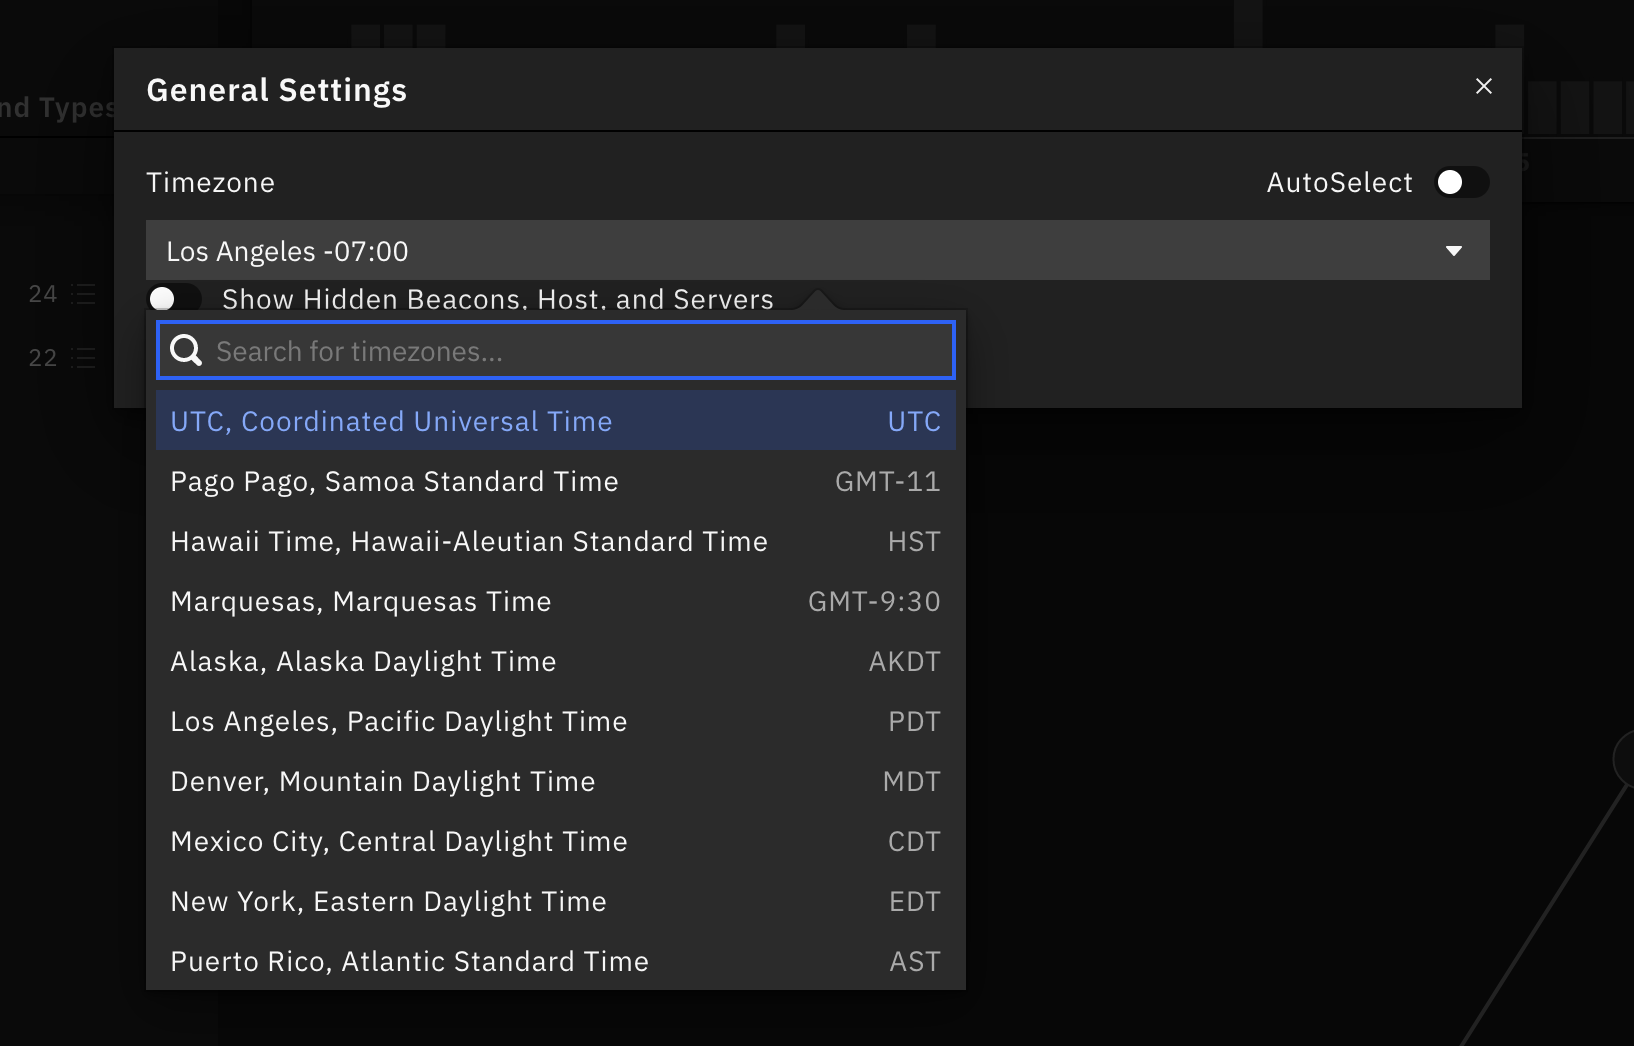 General Settings
nd Types
Timezone
AutoSelect
Los Angeles -07:00
24
Show Hidden Beacons, Host, and Servers
22
Search for timezones...
UTC, Coordinated Universal Time UTC
Pago Pago, Samoa Standard Time GMT-11
Hawaii Time, Hawaii-Aleutian Standard Time HST
Marquesas, Marquesas Time GMT-9:30
Alaska, Alaska Daylight Time AKDT
Los Angeles, Pacific Daylight Time PDT
Denver, Mountain Daylight Time MDT
Mexico City, Central Daylight Time CDT
New York, Eastern Daylight Time EDT
Puerto Rico, Atlantic Standard Time AST